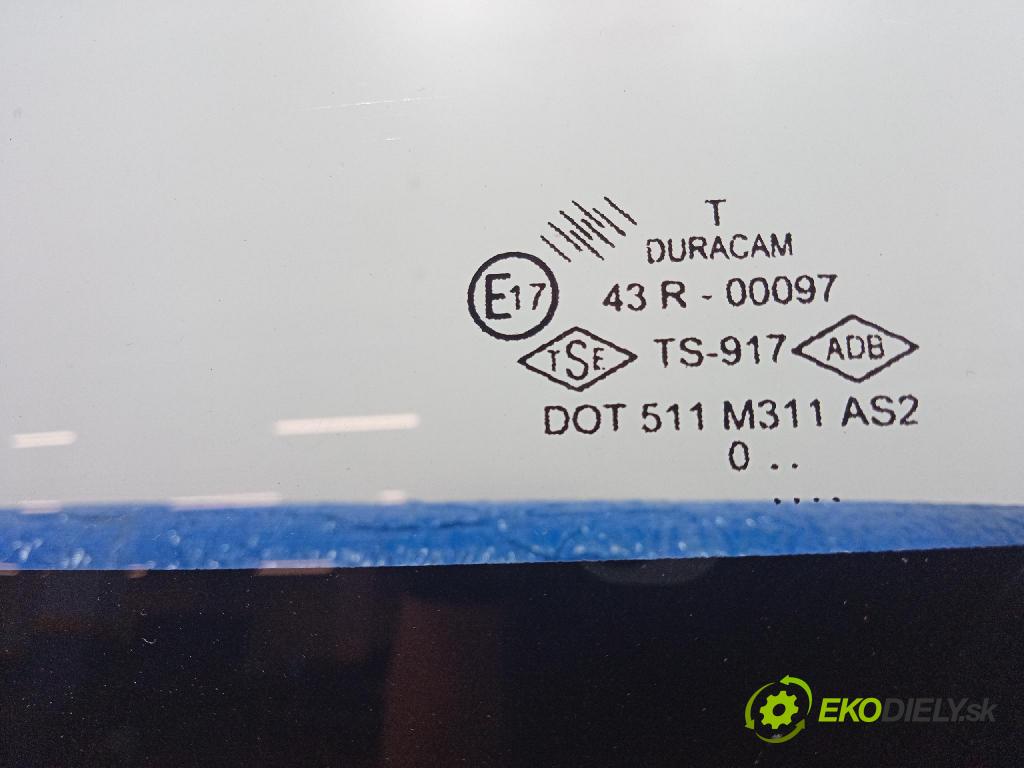 T
DURACAM
E17 43 R - 00097
TSE TS-917 ADB
DOT 511 M311 AS2
0 ..
....
EKODIELY.sk